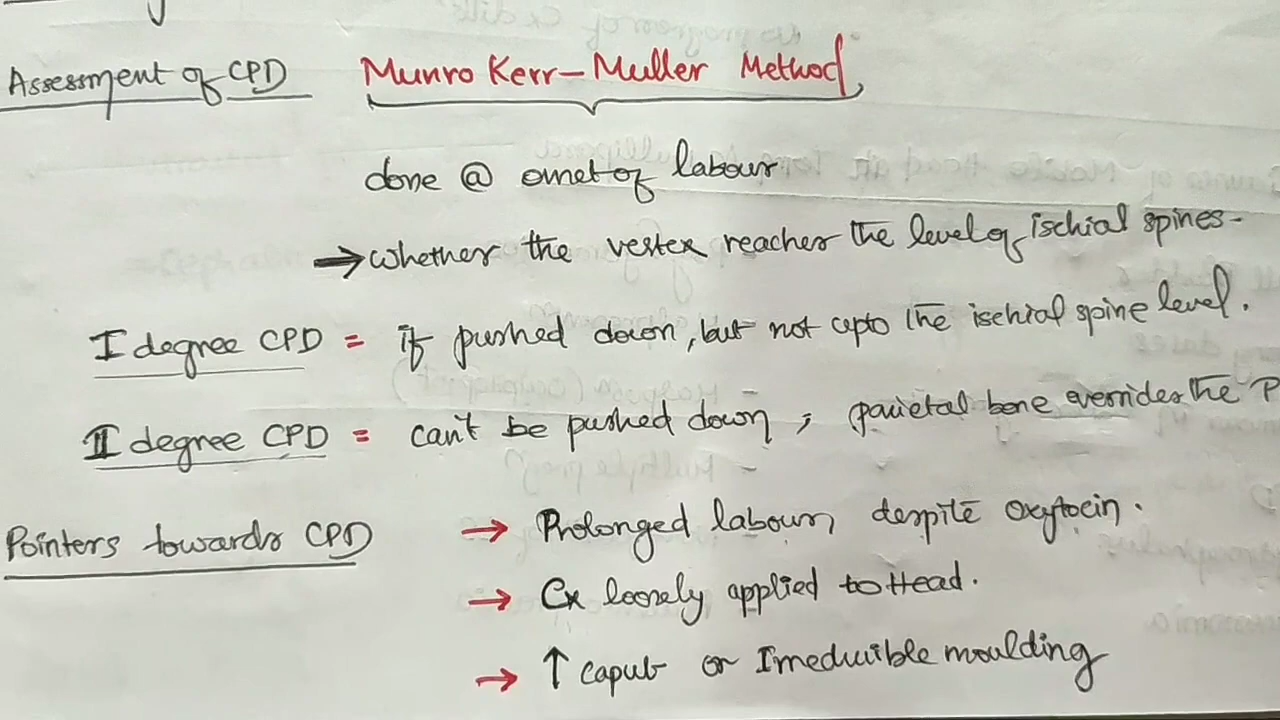 Assessment of CPD Munro Kerr-Muller Method
done @ onset of labour
→ Whether the vertex reaches the level of ischial spines-
I degree CPD = if pushed down, but not upto the ischial spine level.
II degree CPD = can't be pushed down ; parietal bone overrides the P
Pointers towards CPD → Prolonged labour, despite oxytocin.
→ Cx loosely applied to Head.
→ ↑ Caput or Irreducible moulding